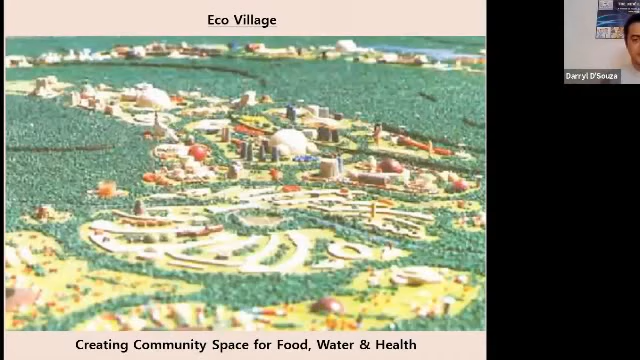 Eco Village
Darryl D'Souza
Creating Community Space for Food, Water & Health